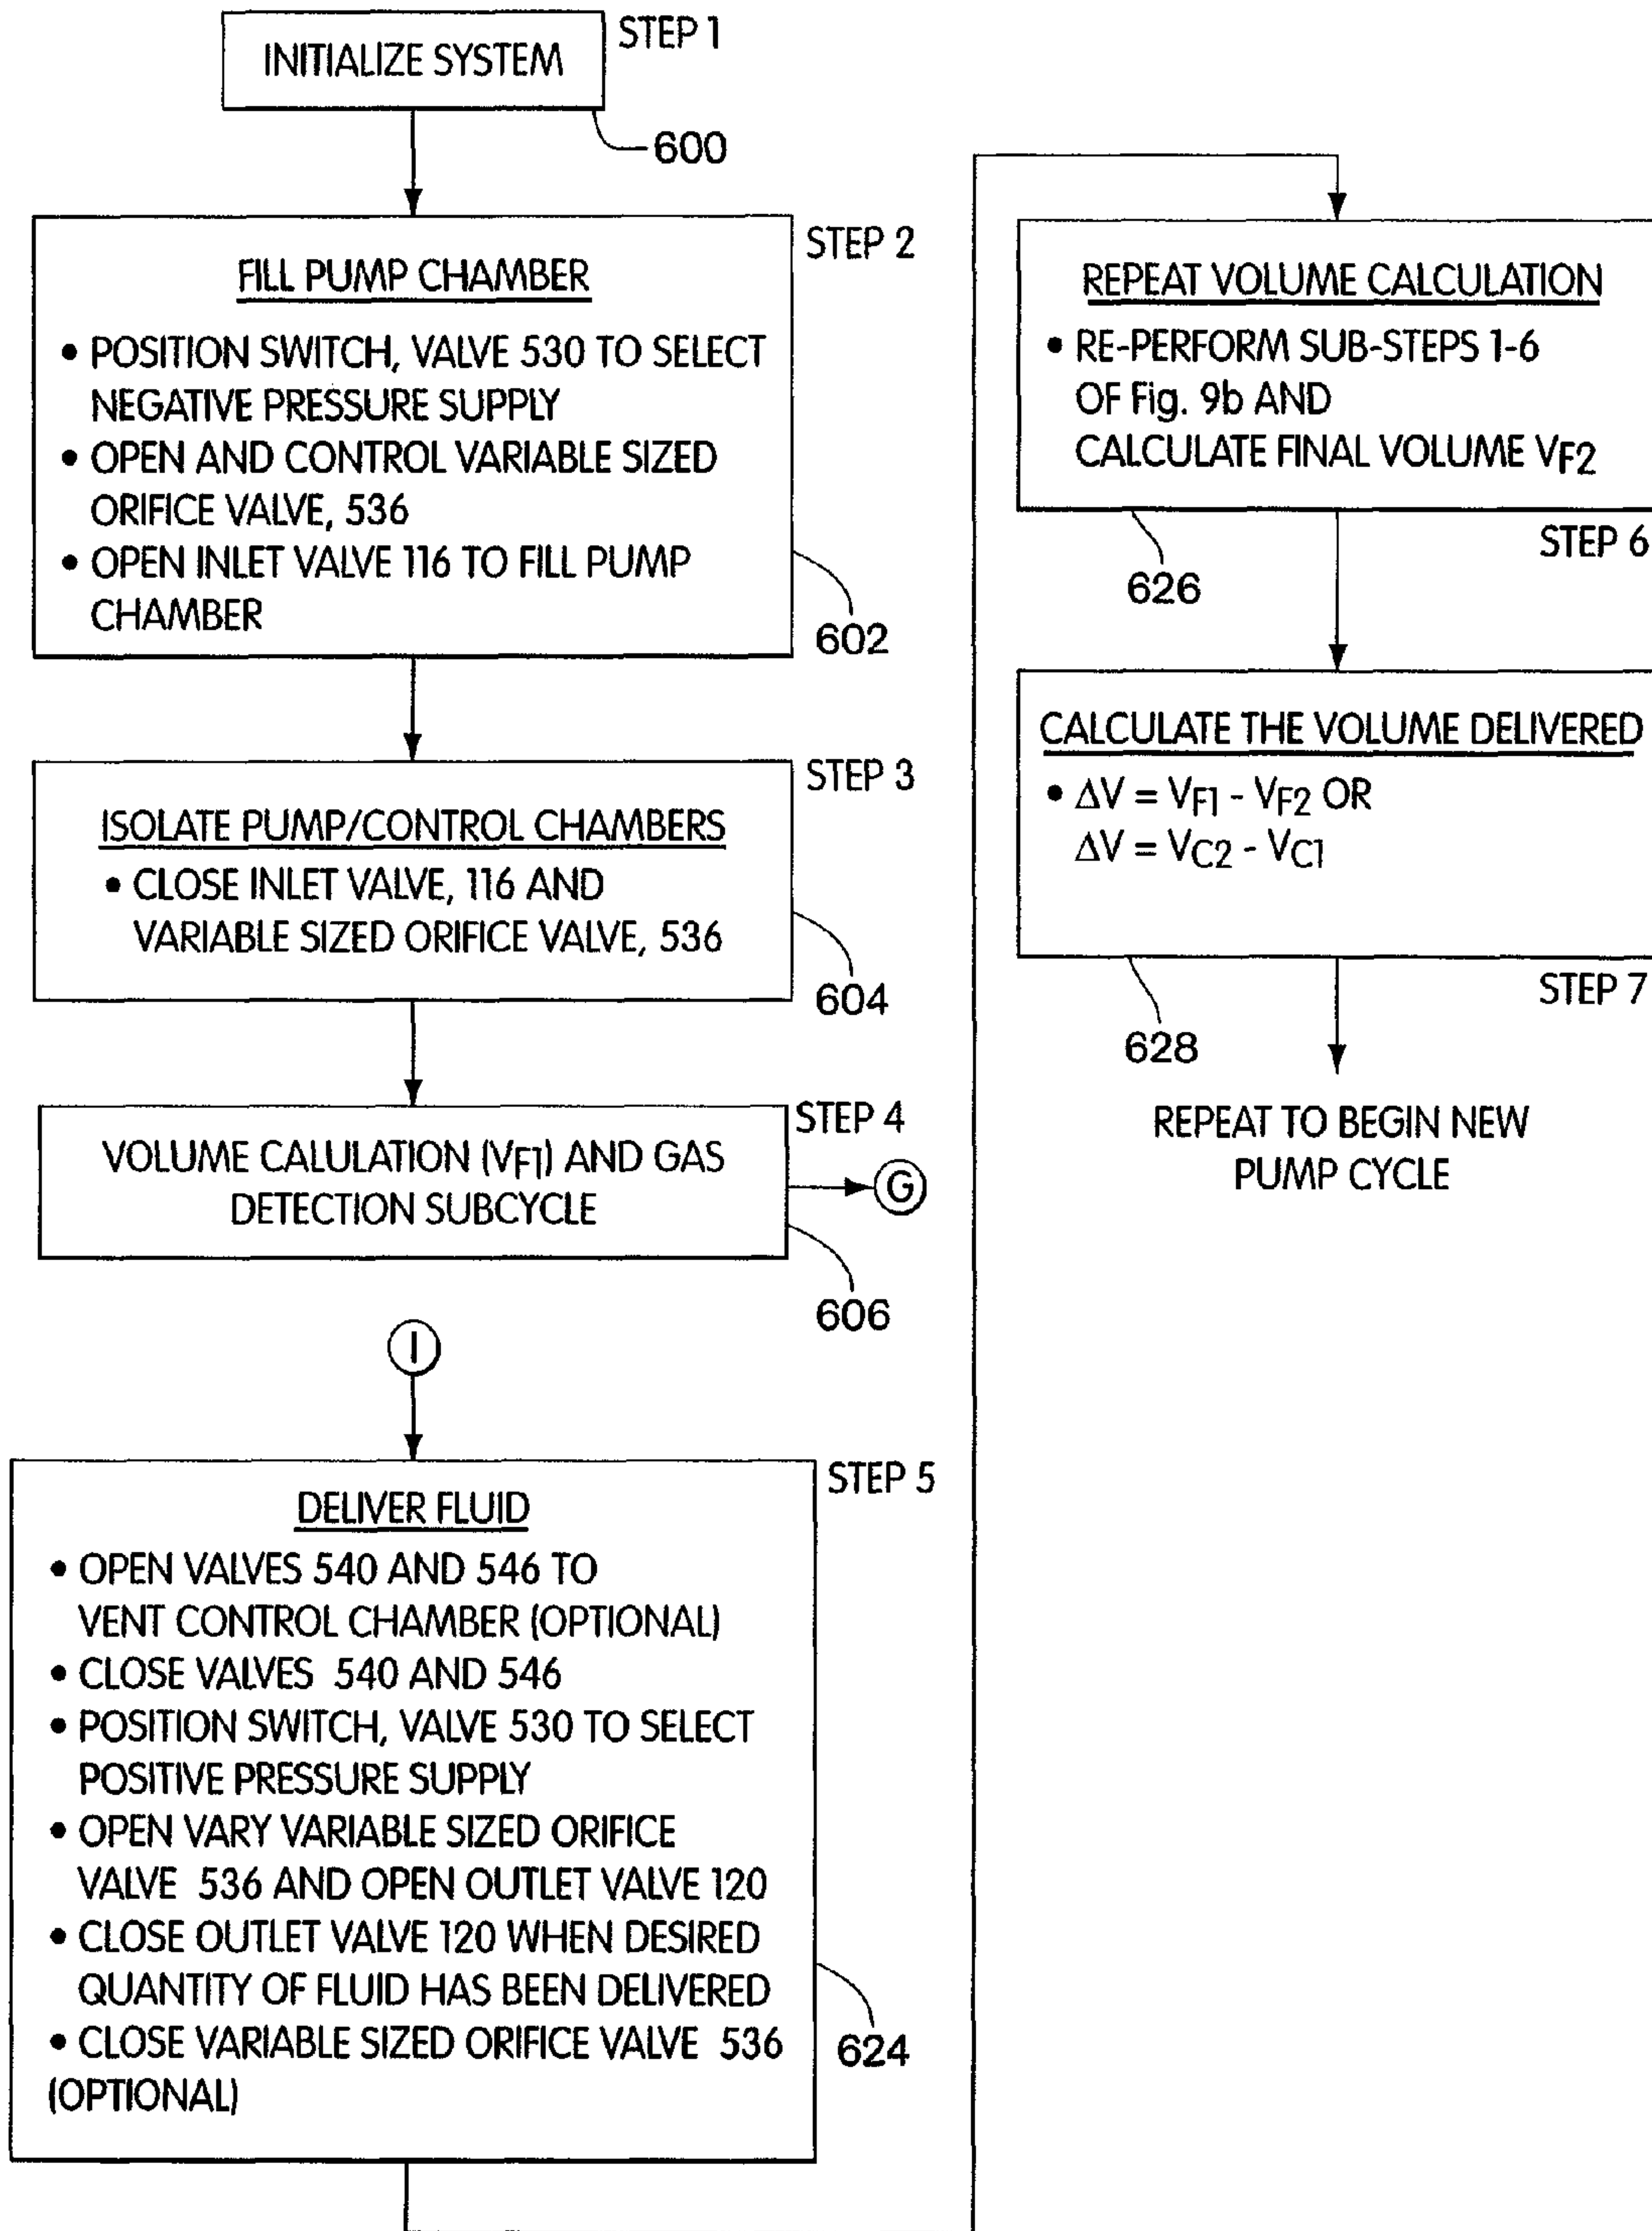 INITIALIZE SYSTEM
STEP 1
600
STEP 2
FILL PUMP CHAMBER
• POSITION SWITCH, VALVE 530 TO SELECT
NEGATIVE PRESSURE SUPPLY
• OPEN AND CONTROL VARIABLE SIZED
ORIFICE VALVE, 536
• OPEN INLET VALVE 116 TO FILL PUMP
CHAMBER
602
STEP 3
ISOLATE PUMP/CONTROL CHAMBERS
• CLOSE INLET VALVE, 116 AND
VARIABLE SIZED ORIFICE VALVE, 536
604
STEP 4
VOLUME CALULATION (VF1) AND GAS
DETECTION SUBCYCLE
G
606
I
STEP 5
DELIVER FLUID
• OPEN VALVES 540 AND 546 TO
VENT CONTROL CHAMBER (OPTIONAL)
• CLOSE VALVES 540 AND 546
• POSITION SWITCH, VALVE 530 TO SELECT
POSITIVE PRESSURE SUPPLY
• OPEN VARY VARIABLE SIZED ORIFICE
VALVE 536 AND OPEN OUTLET VALVE 120
• CLOSE OUTLET VALVE 120 WHEN DESIRED
QUANTITY OF FLUID HAS BEEN DELIVERED
• CLOSE VARIABLE SIZED ORIFICE VALVE 536
(OPTIONAL)
624
REPEAT VOLUME CALCULATION
• RE-PERFORM SUB-STEPS 1-6
OF Fig. 9b AND
CALCULATE FINAL VOLUME VF2
STEP 6
626
CALCULATE THE VOLUME DELIVERED
• ΔV = VF1 - VF2 OR
ΔV = VC2 - VC1
STEP 7
628
REPEAT TO BEGIN NEW
PUMP CYCLE